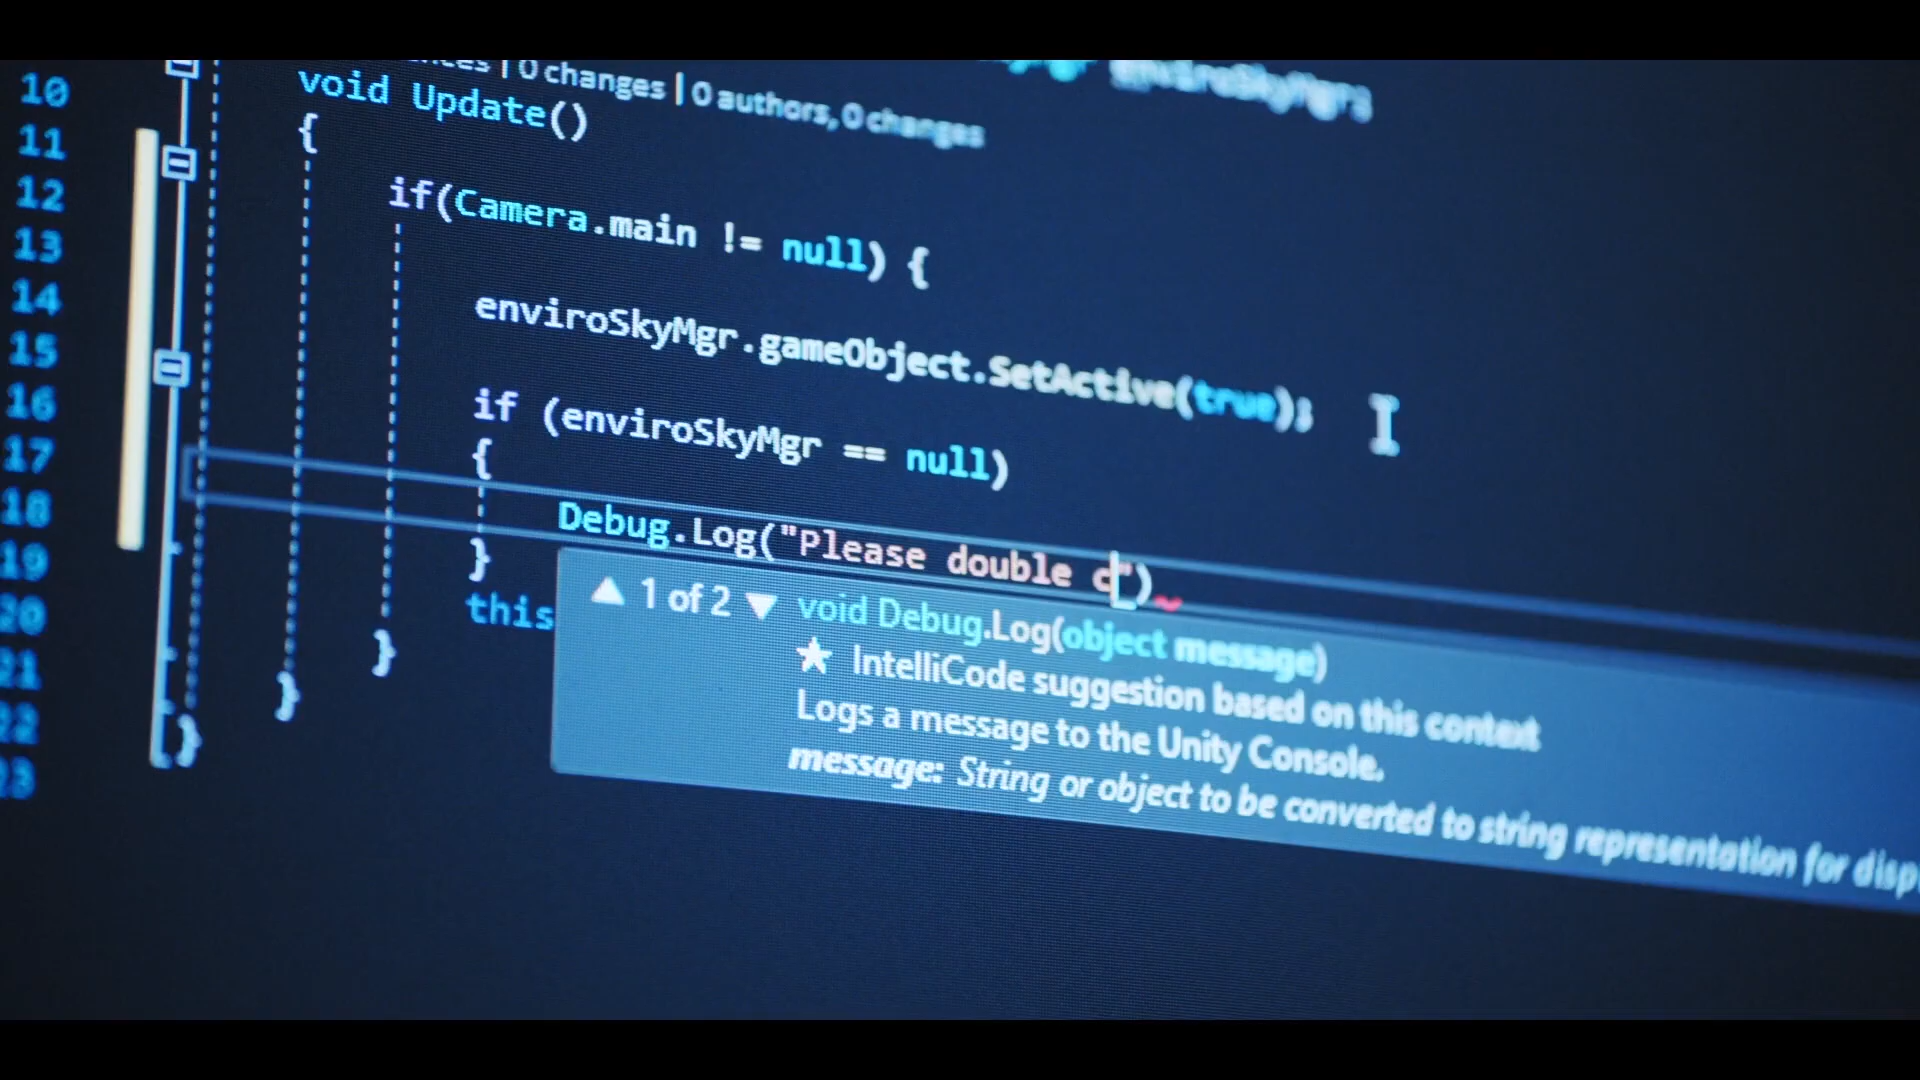 0 changes | 0 authors, 0 changes
10 void Update()
11 {
12 if(Camera.main != null) {
13
14 enviroSkyMgr.gameObject.SetActive(true);
15
16 if (enviroSkyMgr == null)
17 {
18 Debug.Log("Please double c")
19 }
20 this
21 }
22 }
23 }
1 of 2 void Debug.Log(object message)
★ IntelliCode suggestion based on this context
Logs a message to the Unity Console.
message: String or object to be converted to string representation for disp